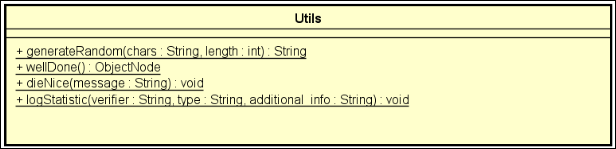 Utils
+ generateRandom(chars : String, length : int) : String
+ wellDone() : ObjectNode
+ dieNice(message : String) : void
+ logStatistic(verifier : String, type : String, additional_info : String) : void